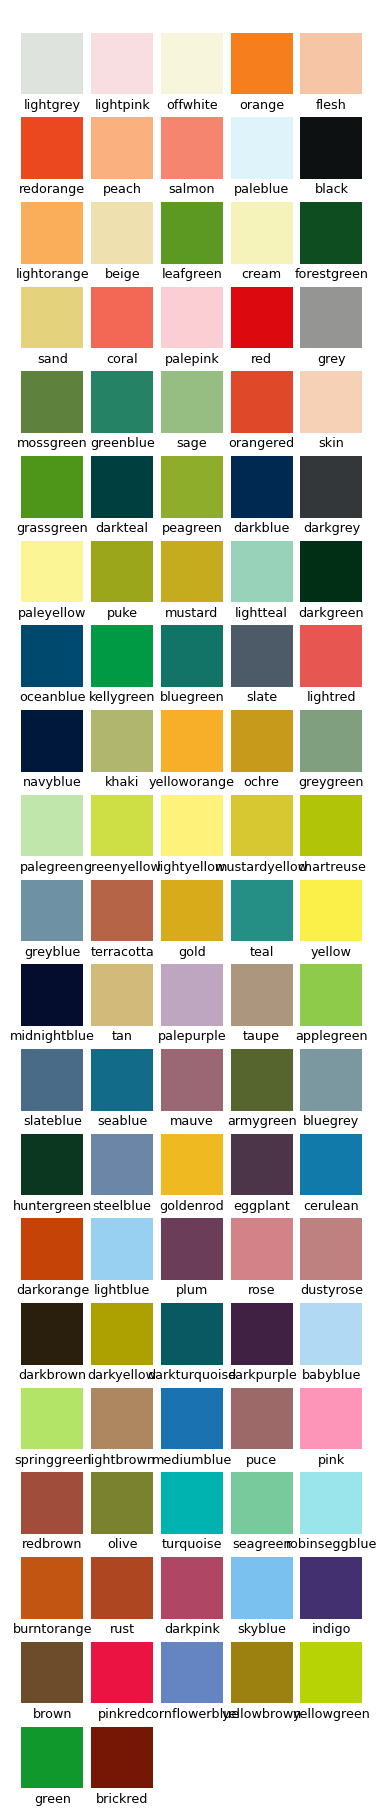 lightgrey lightpink offwhite orange flesh
redorange peach salmon paleblue black
lightorange beige leafgreen cream forestgreen
sand coral palepink red grey
mossgreen greenblue sage orangered skin
grassgreen darkteal peagreen darkblue darkgrey
paleyellow puke mustard lightteal darkgreen
oceanblue kellygreen bluegreen slate lightred
navyblue khaki yelloworange ochre greygreen
palegreen greenyellow lightyellow mustardyellow chartreuse
greyblue terracotta gold teal yellow
midnightblue tan palepurple taupe applegreen
slateblue seablue mauve armygreen bluegrey
huntergreen steelblue goldenrod eggplant cerulean
darkorange lightblue plum rose dustyrose
darkbrown darkyellow darkturquoise darkpurple babyblue
springgreen lightbrown mediumblue puce pink
redbrown olive turquoise seagreen robinseggblue
burntorange rust darkpink skyblue indigo
brown pinkred cornflowerblue yellowbrown yellowgreen
green brickred